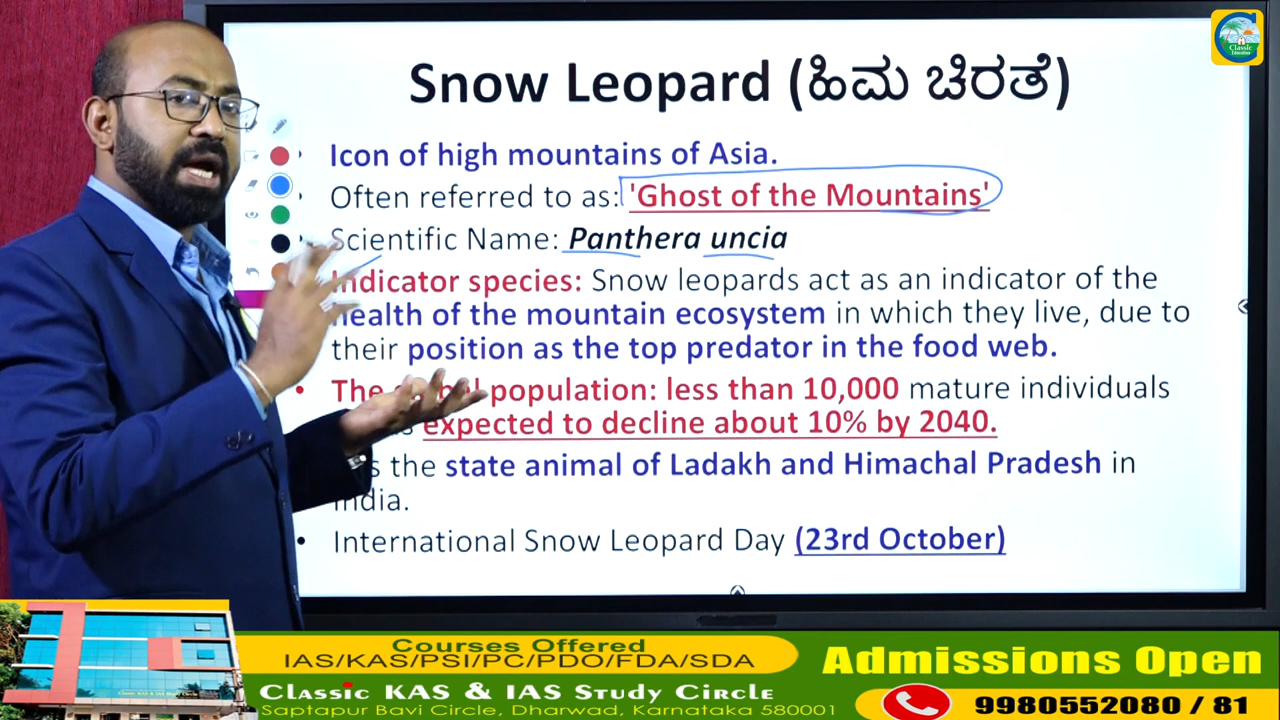 Classic
Education
Snow Leopard (ಹಿಮ ಚಿರತೆ)
Icon of high mountains of Asia.
Often referred to as: 'Ghost of the Mountains'
Scientific Name: Panthera uncia
Indicator species: Snow leopards act as an indicator of the
health of the mountain ecosystem in which they live, due to
their position as the top predator in the food web.
• The population: less than 10,000 mature individuals
expected to decline about 10% by 2040.
the state animal of Ladakh and Himachal Pradesh in
India.
• International Snow Leopard Day (23rd October)
Courses Offered
IAS/KAS/PSI/PC/PDO/FDA/SDA
Classic KAS & IAS Study Circle
Saptapur Bavi Circle, Dharwad, Karnataka 580001
Admissions Open
9980552080 / 81